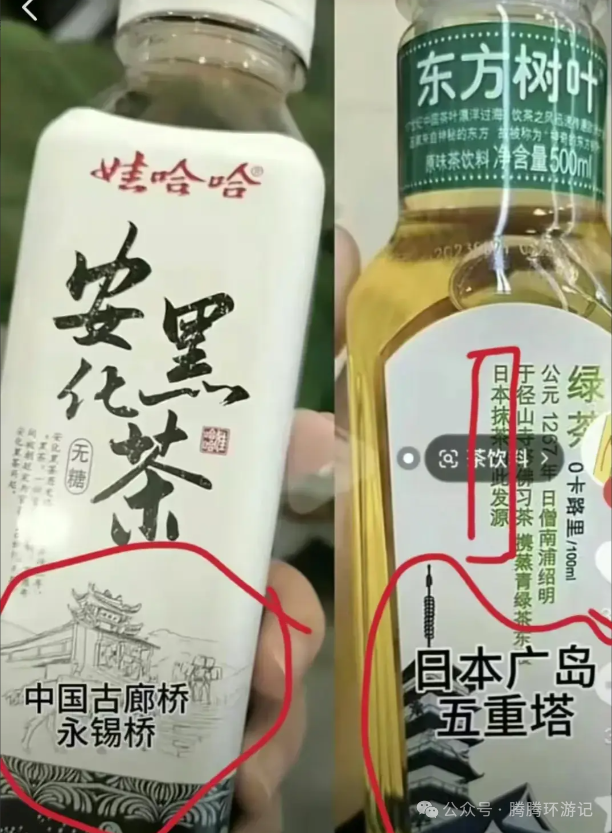 娃哈哈®
安化
黑茶
无糖
中国古廊桥
永锡桥
东方树叶
原味茶饮料 净含量500ml
绿茶
0卡路里/100ml
公元 1267年 日僧南浦绍明
于径山寺
佛习茶 携蒸青绿茶东
日本抹茶
此发源
茶饮料
日本广岛
五重塔
公众号 · 腾腾环游记